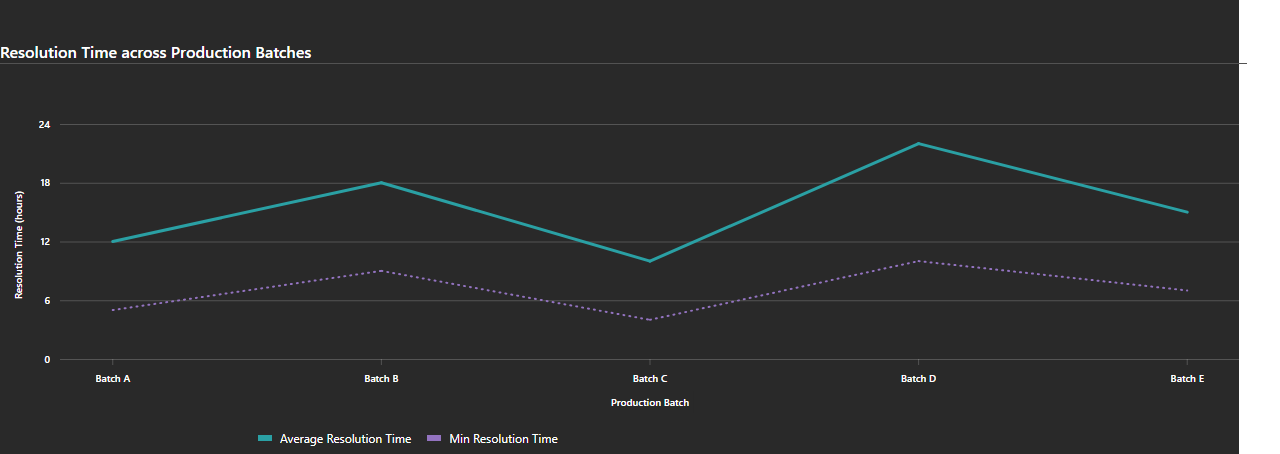 Resolution Time across Production Batches
24
18
12
6
0
Resolution Time (hours)
Batch A
Batch B
Batch C
Batch D
Batch E
Production Batch
Average Resolution Time
Min Resolution Time